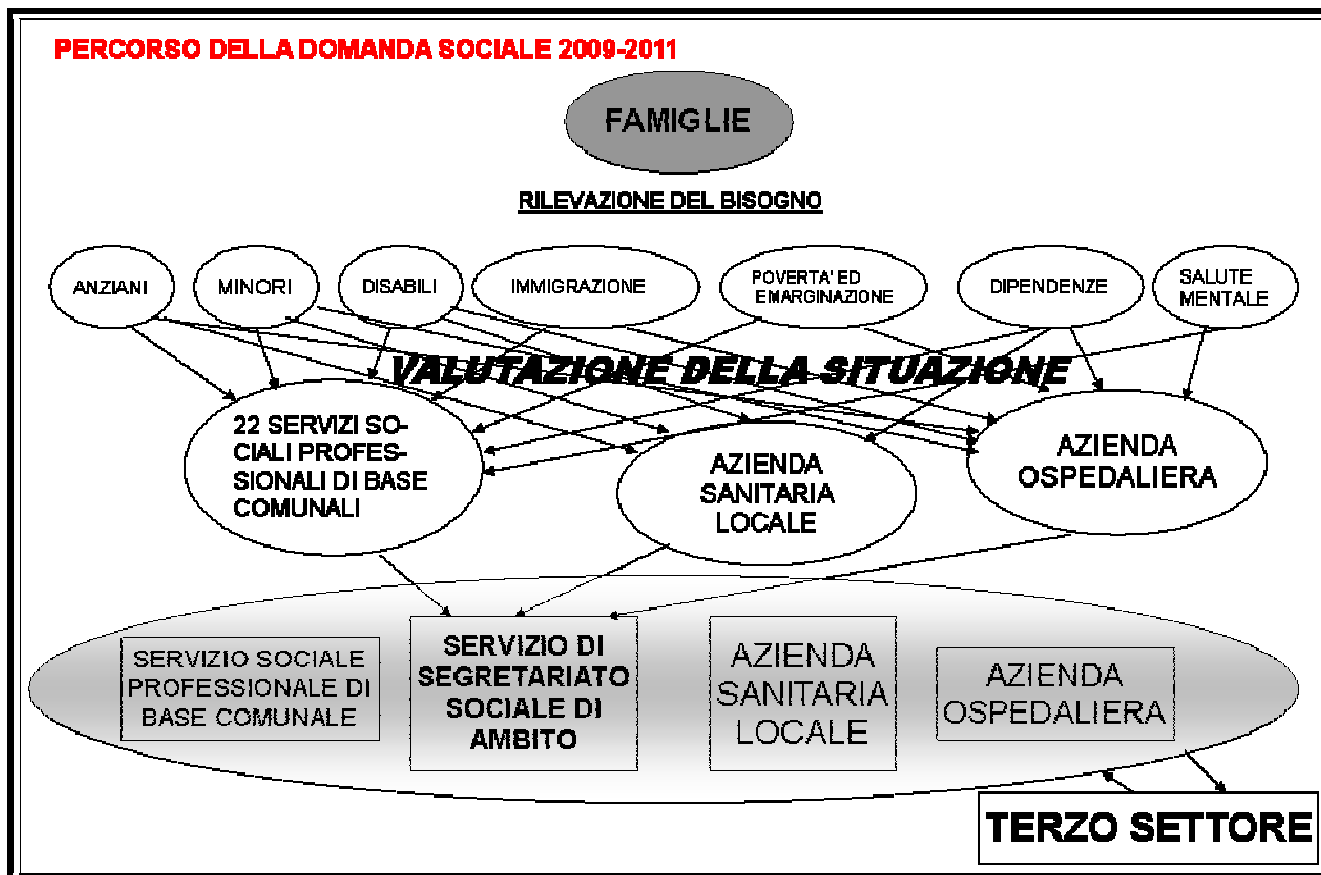 PERCORSO DELLA DOMANDA SOCIALE 2009-2011
FAMIGLIE
RILEVAZIONE DEL BISOGNO
ANZIANI
MINORI
DISABILI
IMMIGRAZIONE
POVERTA' ED
EMARGINAZIONE
DIPENDENZE
SALUTE
MENTALE
VALUTAZIONE DELLA SITUAZIONE
22 SERVIZI SO-
CIALI PROFES-
SIONALI DI BASE
COMUNALI
AZIENDA
SANITARIA
LOCALE
AZIENDA
OSPEDALIERA
SERVIZIO SOCIALE
PROFESSIONALE DI
BASE COMUNALE
SERVIZIO DI
SEGRETARIATO
SOCIALE DI
AMBITO
AZIENDA
SANITARIA
LOCALE
AZIENDA
OSPEDALIERA
TERZO SETTORE